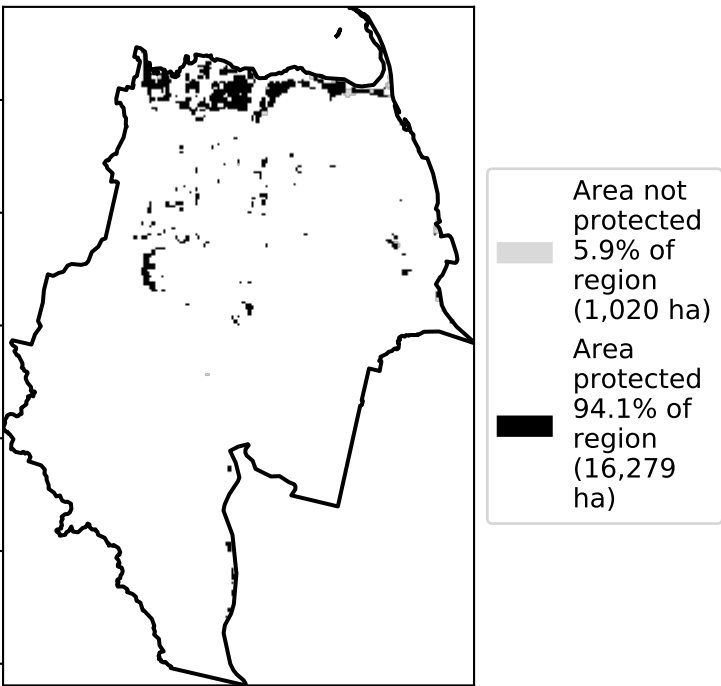 Area not
protected
5.9% of
region
(1,020 ha)
Area
protected
94.1% of
region
(16,279
ha)